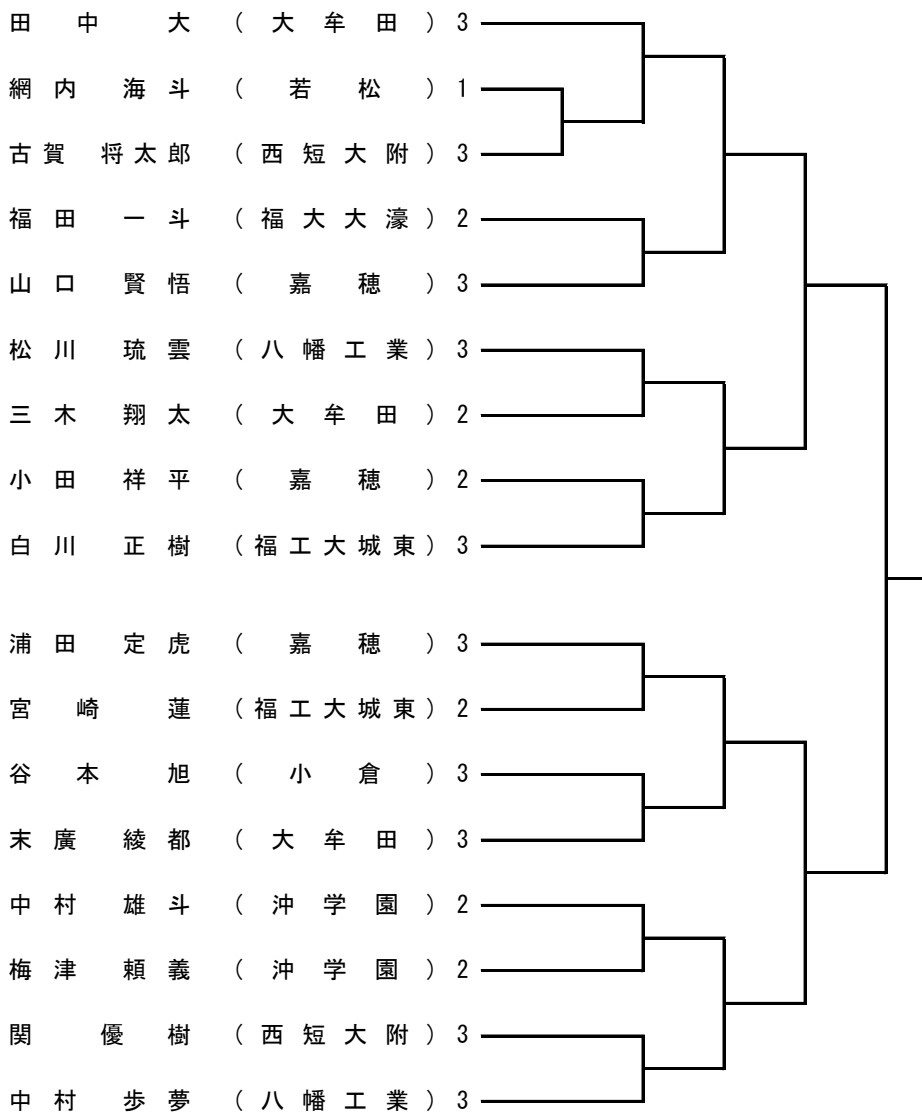 田中 大 (大牟田) 3
網内 海斗 (若松) 1
古賀 将太郎 (西短大附) 3
福田 一斗 (福大大濠) 2
山口 賢悟 (嘉穂) 3
松川 琉雲 (八幡工業) 3
三木 翔太 (大牟田) 2
小田 祥平 (嘉穂) 2
白川 正樹 (福工大城東) 3
浦田 定虎 (嘉穂) 3
宮崎 蓮 (福工大城東) 2
谷本 旭 (小倉) 3
末廣 綾都 (大牟田) 3
中村 雄斗 (沖学園) 2
梅津 頼義 (沖学園) 2
関 優樹 (西短大附) 3
中村 歩夢 (八幡工業) 3